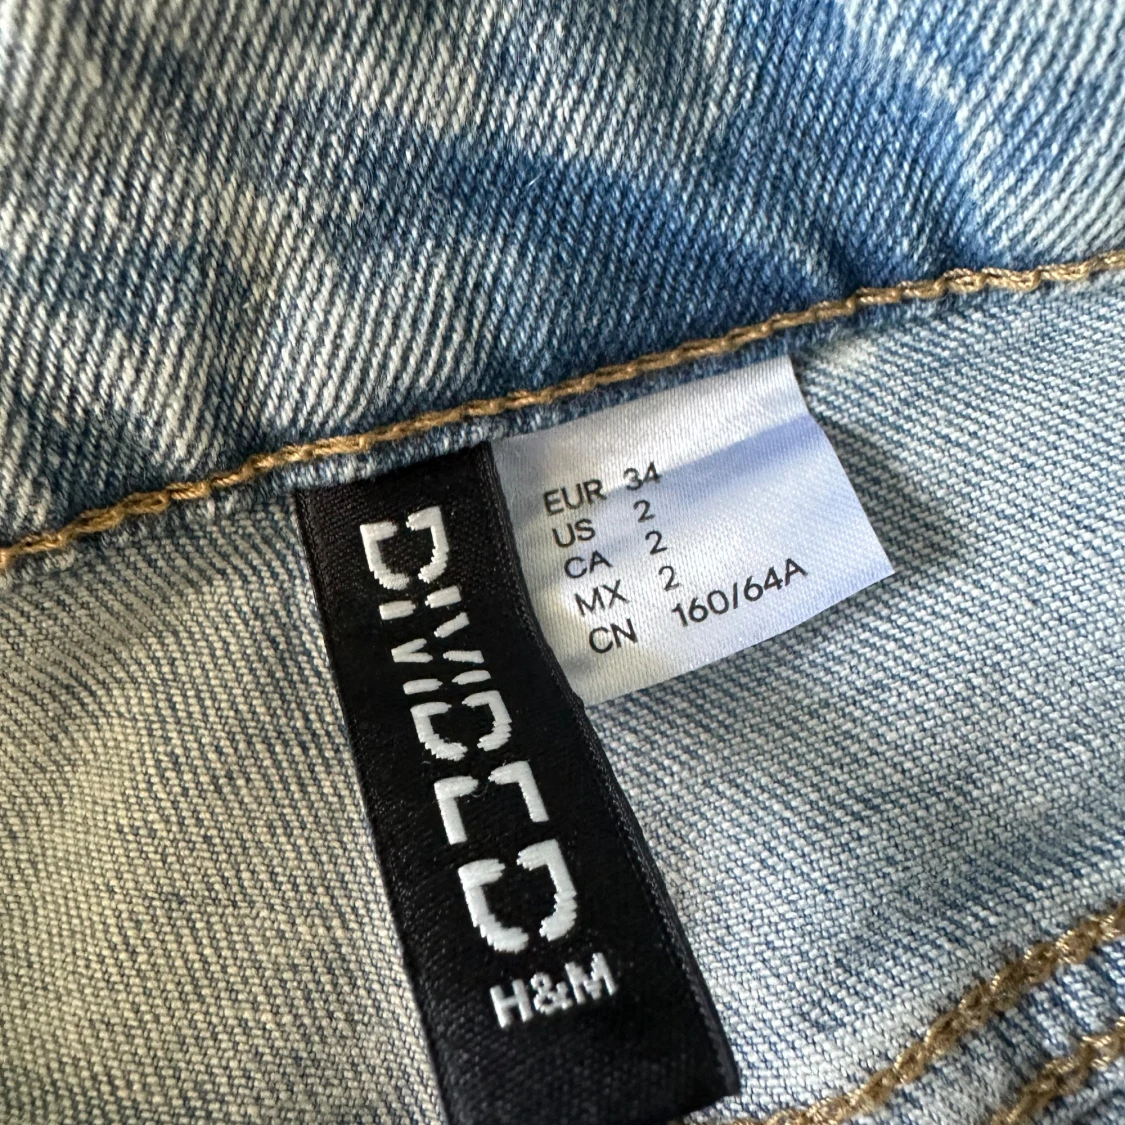 DIVIDED
H&M
EUR 34
US 2
CA 2
MX 2
CN 160/64A